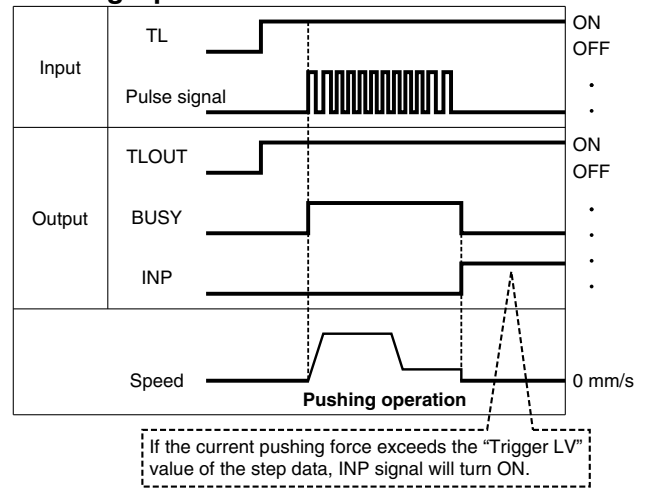 Input
TL
ON
OFF
Pulse signal
Output
TLOUT
ON
OFF
BUSY
INP
Speed
0 mm/s
Pushing operation
If the current pushing force exceeds the “Trigger LV”
value of the step data, INP signal will turn ON.